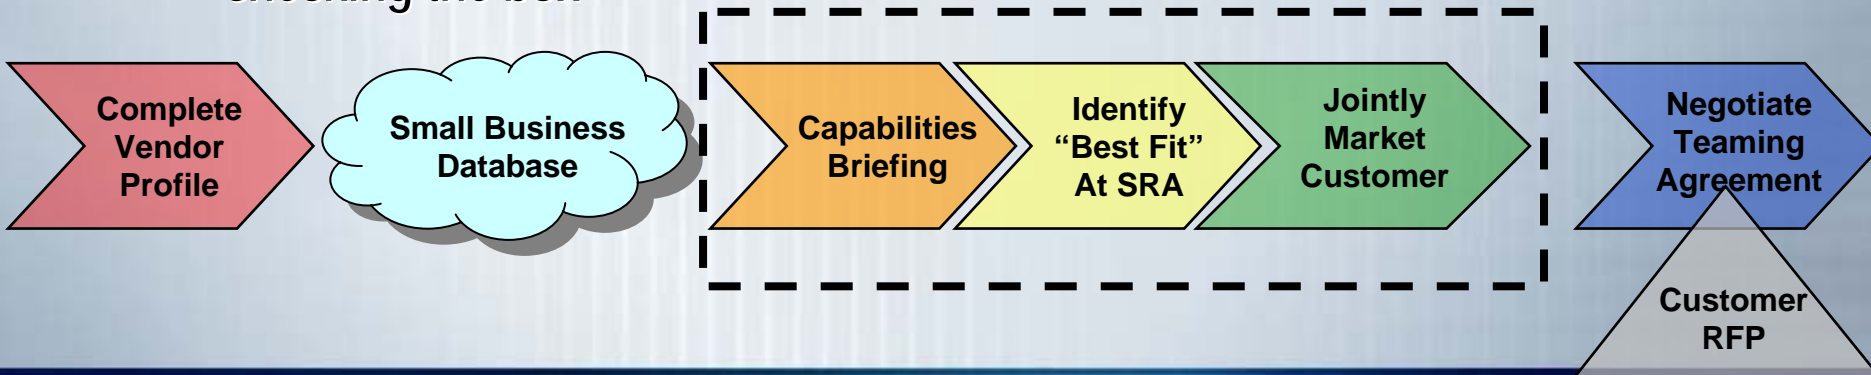 Complete
Vendor
Profile
Small Business
Database
Capabilities
Briefing
Identify
“Best Fit”
At SRA
Jointly
Market
Customer
Negotiate
Teaming
Agreement
Customer
RFP